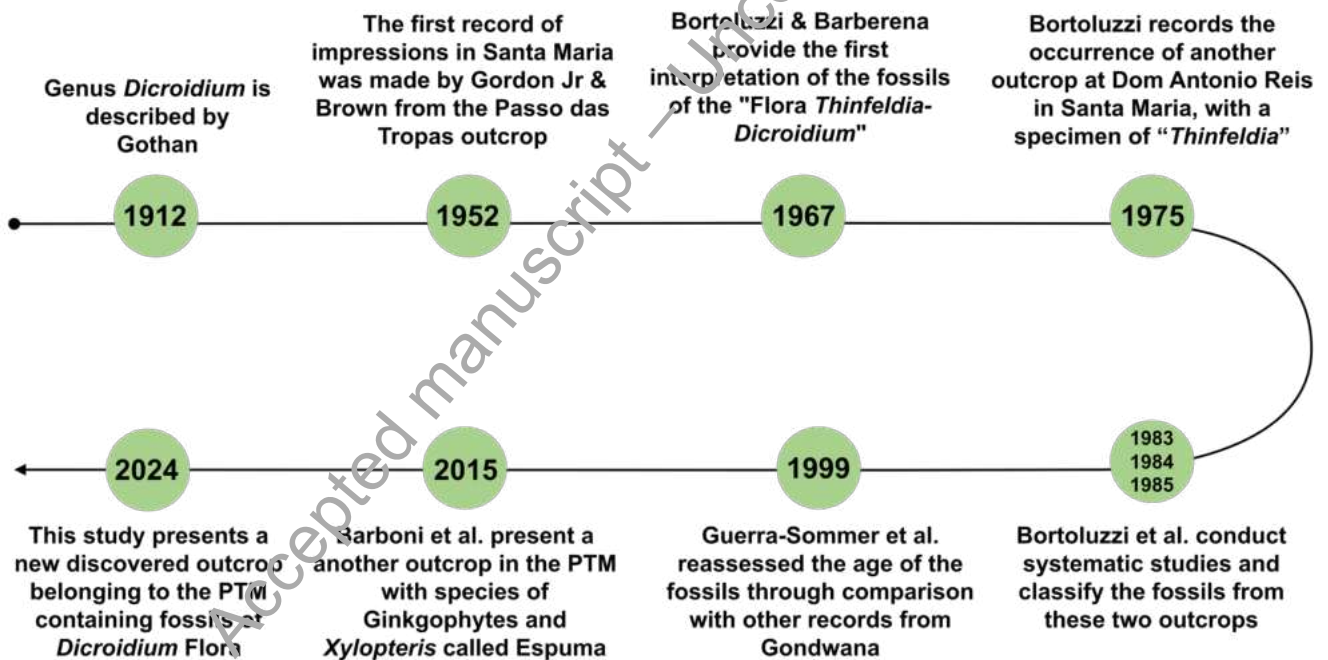 Genus Dicroidium is
described by
Gothan
1912
The first record of
impressions in Santa Maria
was made by Gordon Jr &
Brown from the Passo das
Tropas outcrop
1952
Bortoluzzi & Barberena
provide the first
interpretation of the fossils
of the "Flora Thinfeldia-
Dicroidium"
1967
Bortoluzzi records the
occurrence of another
outcrop at Dom Antonio Reis
in Santa Maria, with a
specimen of “Thinfeldia”
1975
1983
1984
1985
Bortoluzzi et al. conduct
systematic studies and
classify the fossils from
these two outcrops
1999
Guerra-Sommer et al.
reassessed the age of the
fossils through comparison
with other records from
Gondwana
2015
Barboni et al. present a
another outcrop in the PTM
with species of
Ginkgophytes and
Xylopteris called Espuma
2024
This study presents a
new discovered outcrop
belonging to the PTM
containing fossils of
Dicroidium Flora
Accepted manuscript –